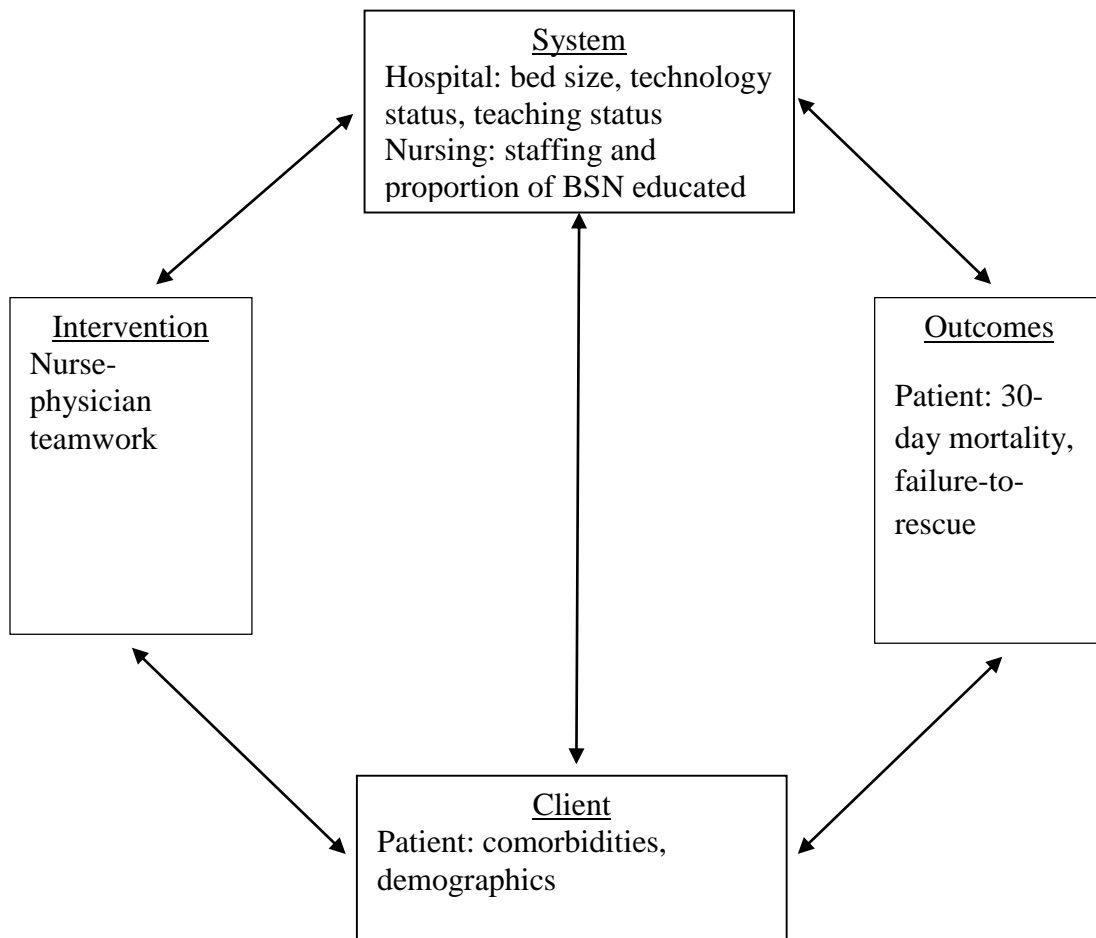 System
Hospital: bed size, technology
status, teaching status
Nursing: staffing and
proportion of BSN educated
Intervention
Nurse-
physician
teamwork
Outcomes
Patient: 30-
day mortality,
failure-to-
rescue
Client
Patient: comorbidities,
demographics